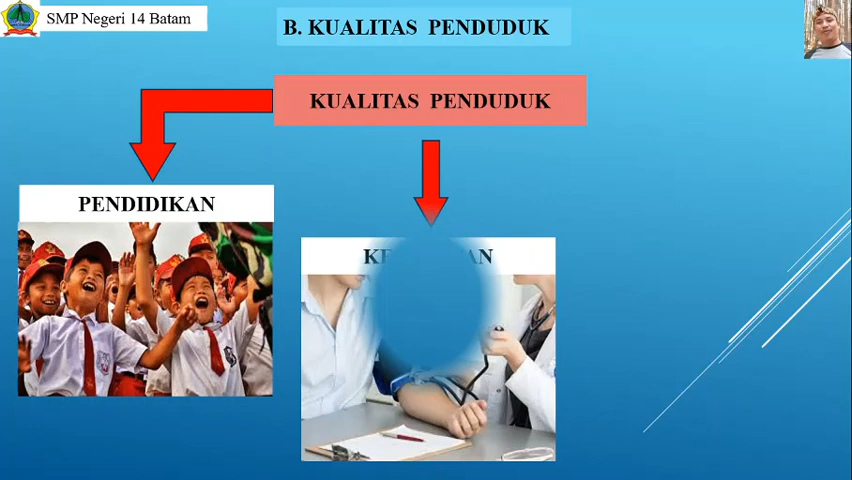 SMP Negeri 14 Batam
B. KUALITAS PENDUDUK
KUALITAS PENDUDUK
PENDIDIKAN